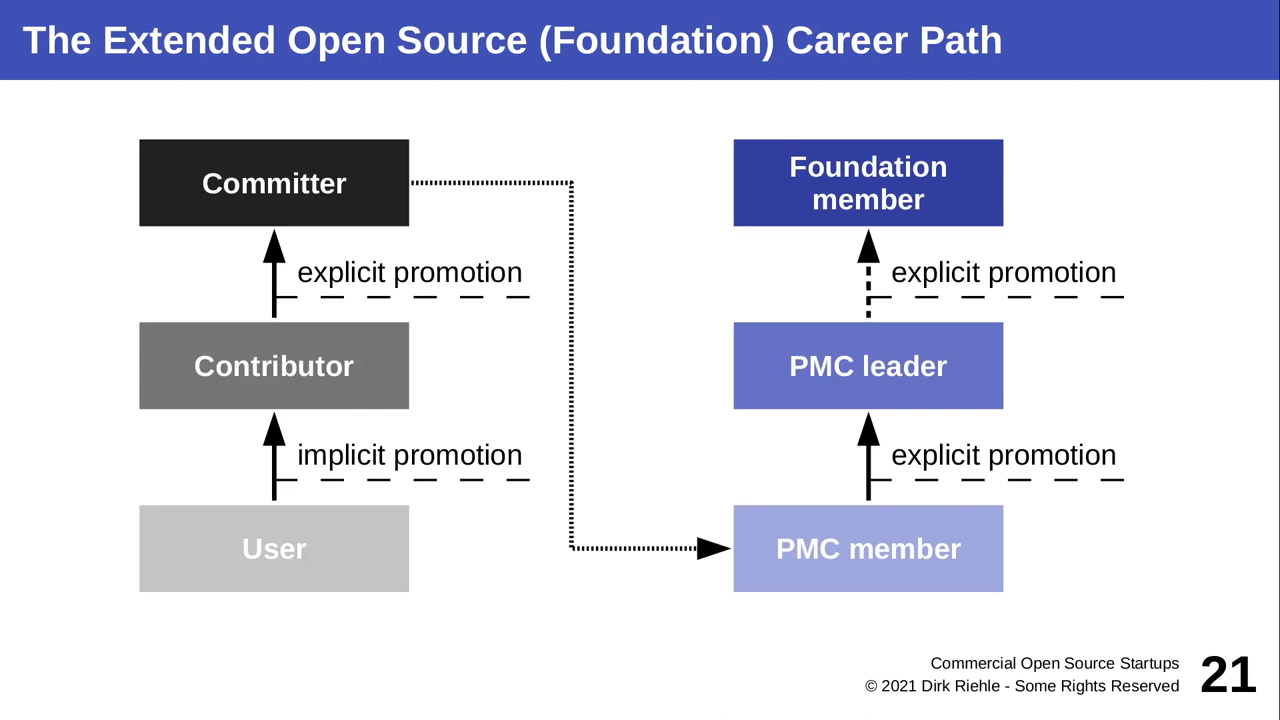 The Extended Open Source (Foundation) Career Path
Committer
explicit promotion
Contributor
implicit promotion
User
Foundation
member
explicit promotion
PMC leader
explicit promotion
PMC member
Commercial Open Source Startups
© 2021 Dirk Riehle - Some Rights Reserved
21